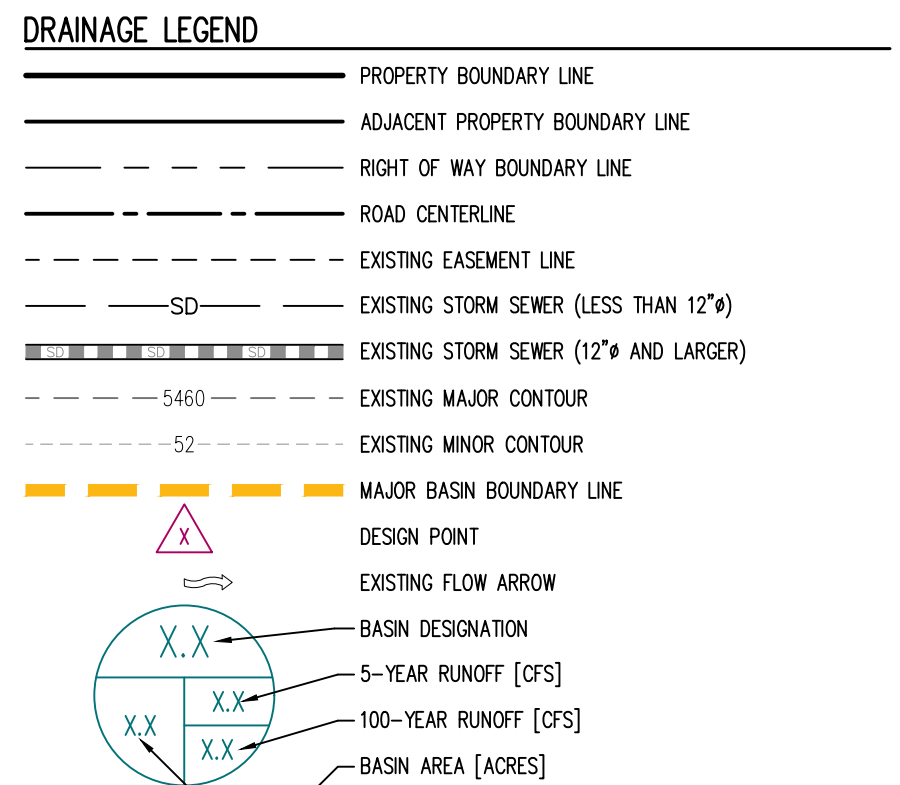 DRAINAGE LEGEND
PROPERTY BOUNDARY LINE
ADJACENT PROPERTY BOUNDARY LINE
RIGHT OF WAY BOUNDARY LINE
ROAD CENTERLINE
EXISTING EASEMENT LINE
SD EXISTING STORM SEWER (LESS THAN 12"ø)
SD SD SD EXISTING STORM SEWER (12"ø AND LARGER)
5460 EXISTING MAJOR CONTOUR
52 EXISTING MINOR CONTOUR
MAJOR BASIN BOUNDARY LINE
X DESIGN POINT
EXISTING FLOW ARROW
X.X BASIN DESIGNATION
X.X 5-YEAR RUNOFF [CFS]
X.X X.X 100-YEAR RUNOFF [CFS]
BASIN AREA [ACRES]